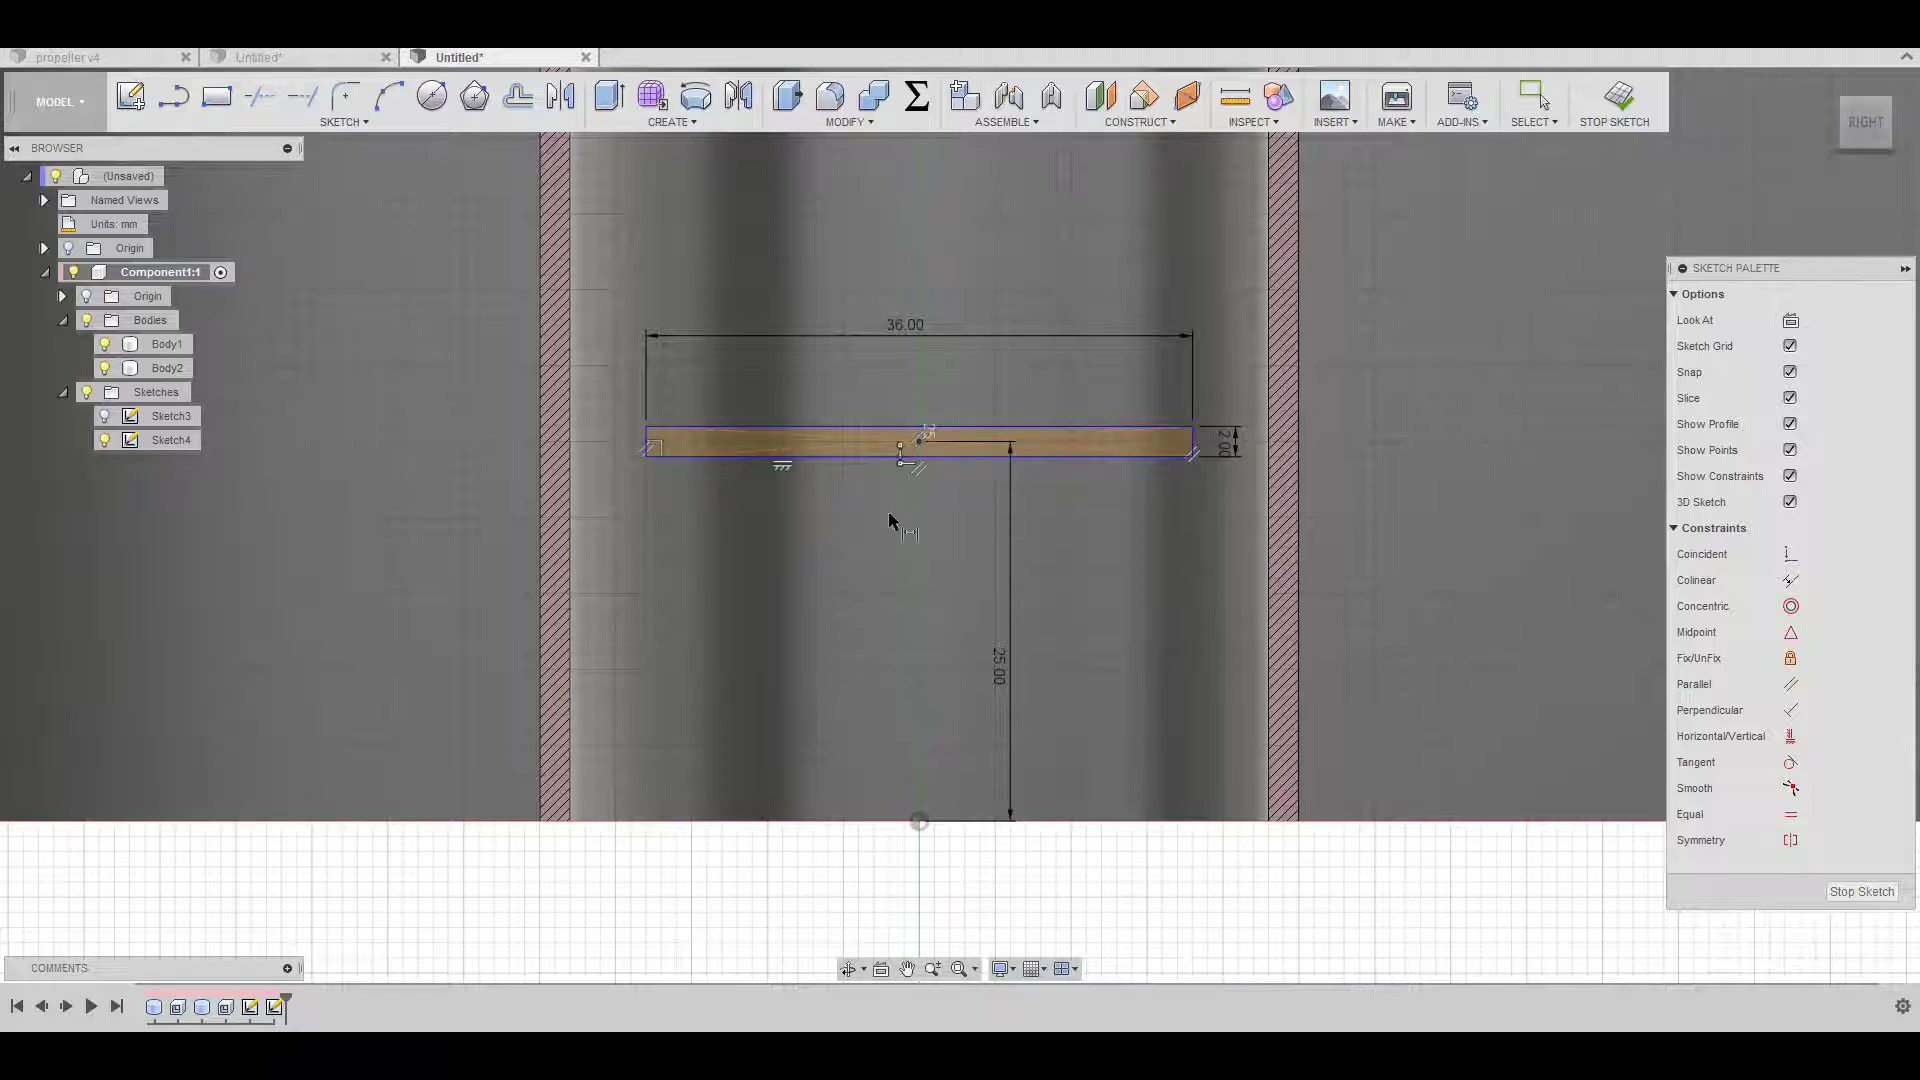 propeller v4
Untitled*
Untitled*
MODEL
SKETCH
CREATE
MODIFY
ASSEMBLE
CONSTRUCT
INSPECT
INSERT
MAKE
ADD-INS
SELECT
STOP SKETCH
RIGHT
BROWSER
(Unsaved)
Named Views
Units: mm
Origin
Component1:1
Origin
Bodies
Body1
Body2
Sketches
Sketch3
Sketch4
36.00
2.00
25.00
SKETCH PALETTE
Options
Look At
Sketch Grid
Snap
Slice
Show Profile
Show Points
Show Constraints
3D Sketch
Constraints
Coincident
Colinear
Concentric
Midpoint
Fix/UnFix
Parallel
Perpendicular
Horizontal/Vertical
Tangent
Smooth
Equal
Symmetry
Stop Sketch
COMMENTS